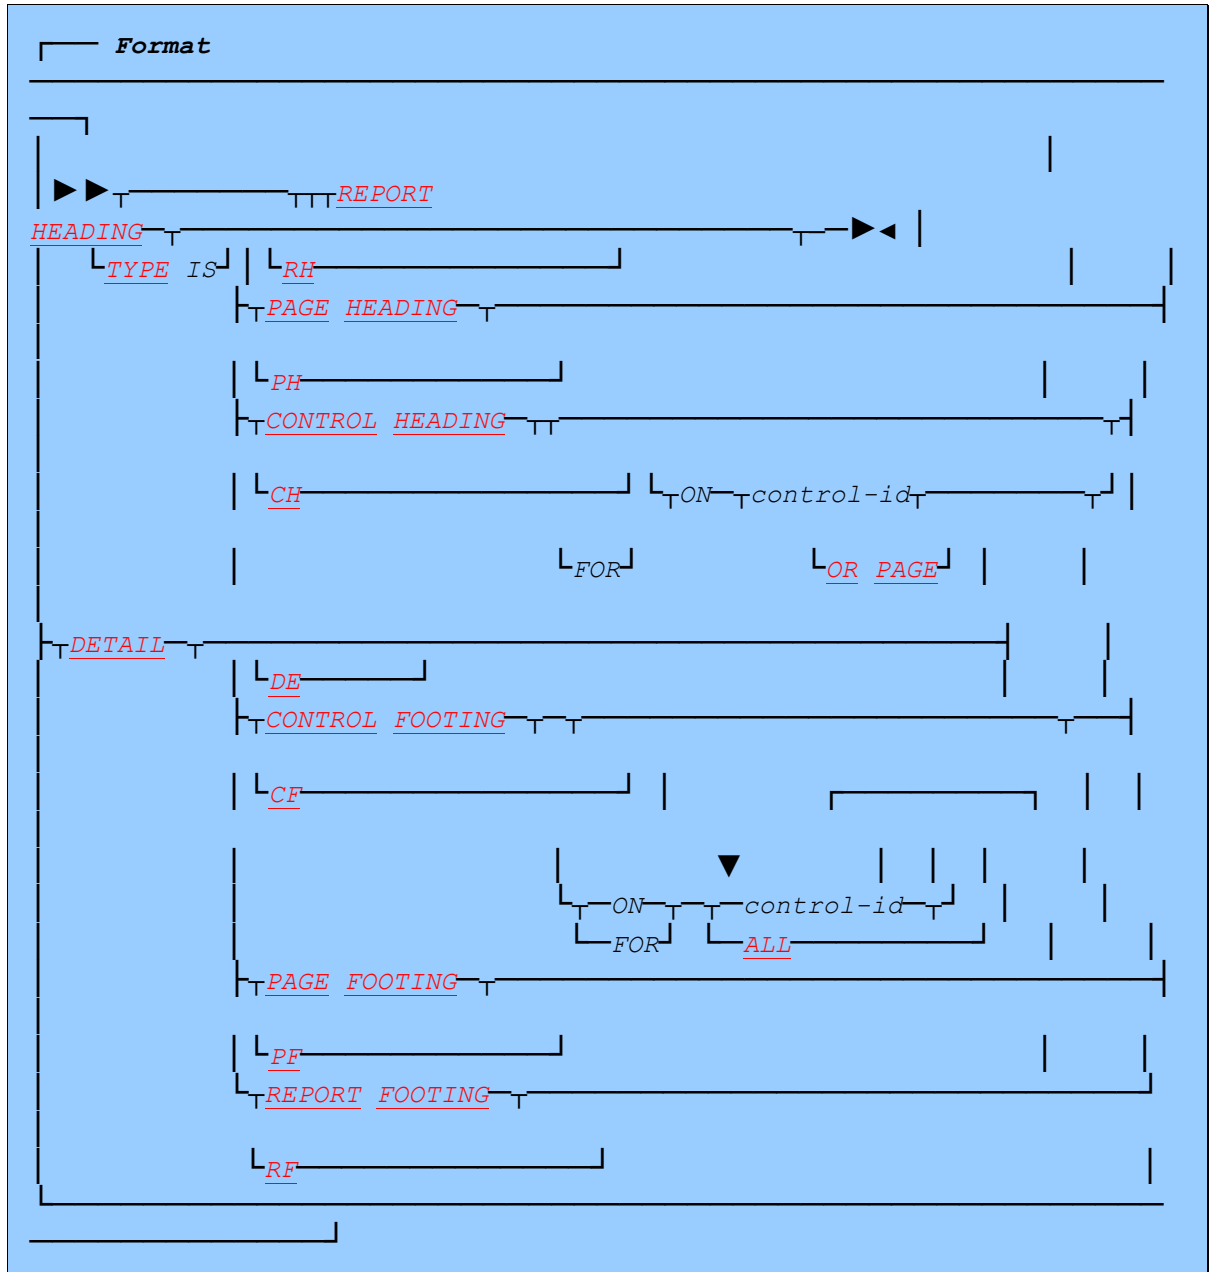 Format
REPORT
HEADING
TYPE IS RH
PAGE HEADING
PH
CONTROL HEADING
CH ON control-id
FOR OR PAGE
DETAIL
DE
CONTROL FOOTING
CF
ON control-id
FOR ALL
PAGE FOOTING
PF
REPORT FOOTING
RF